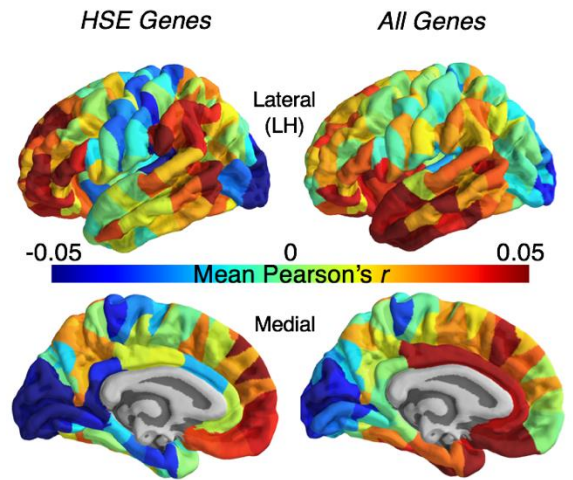 HSE Genes
All Genes
Lateral
(LH)
-0.05
0
0.05
Mean Pearson's r
Medial